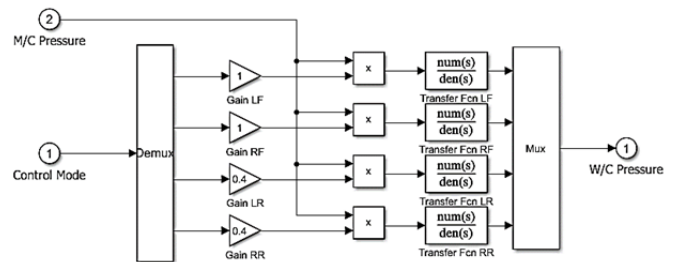 2
M/C Pressure
1
Control Mode
Demux
1
Gain LF
1
Gain RF
0.4
Gain LR
0.4
Gain RR
x
x
x
x
num(s)
den(s)
Transfer Fcn LF
num(s)
den(s)
Transfer Fcn RF
num(s)
den(s)
Transfer Fcn LR
num(s)
den(s)
Transfer Fcn RR
Mux
1
W/C Pressure